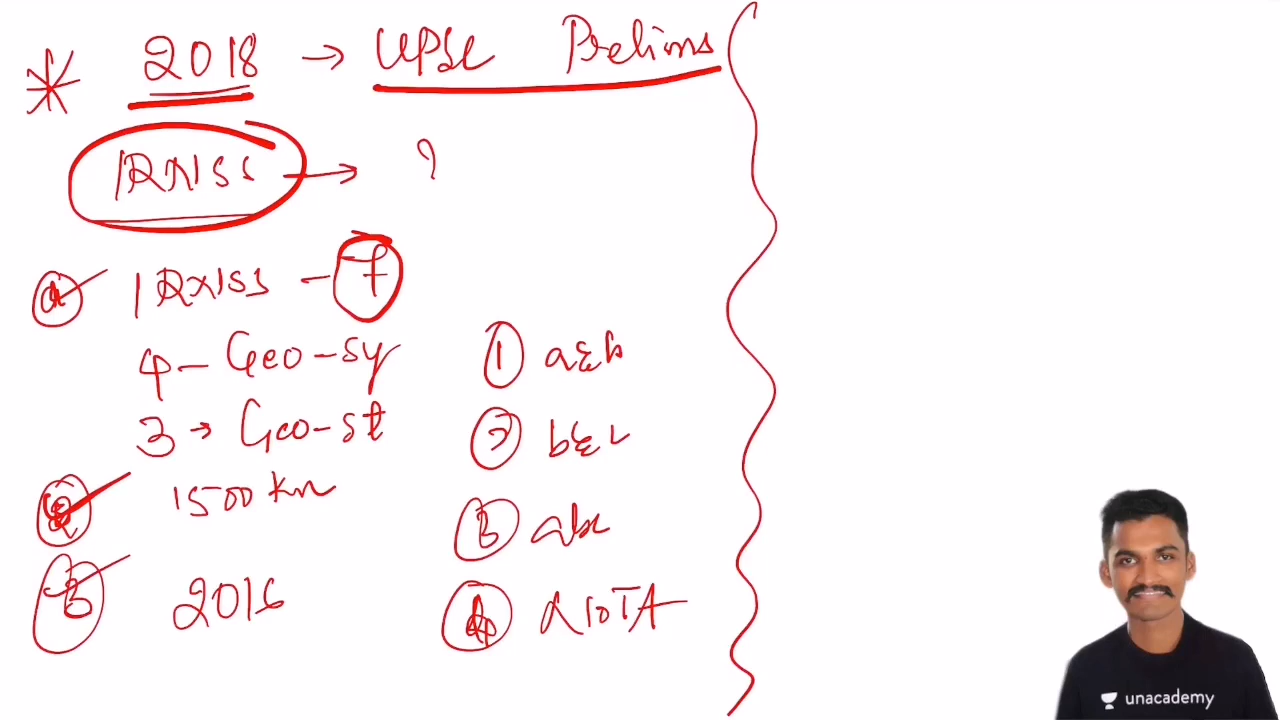 * 2018 → UPSC Prelims
IRNSS → ?
IRNSS - 7
4 - Geo - sy
3 → Geo - st
1500 Km
2016
① a & b
② b & c
③ abc
④ NOTA
unacademy